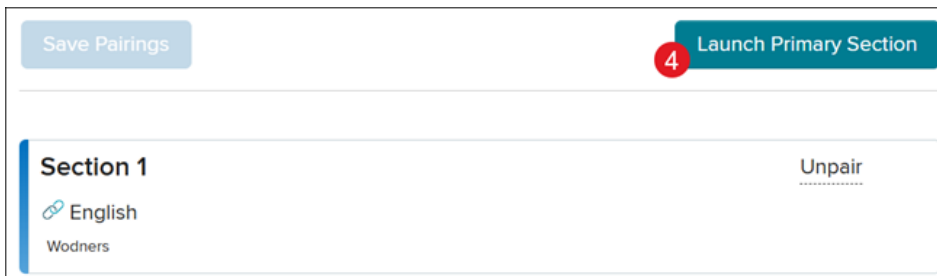 Save Pairings
4 Launch Primary Section
Section 1
Unpair
English
Wodners